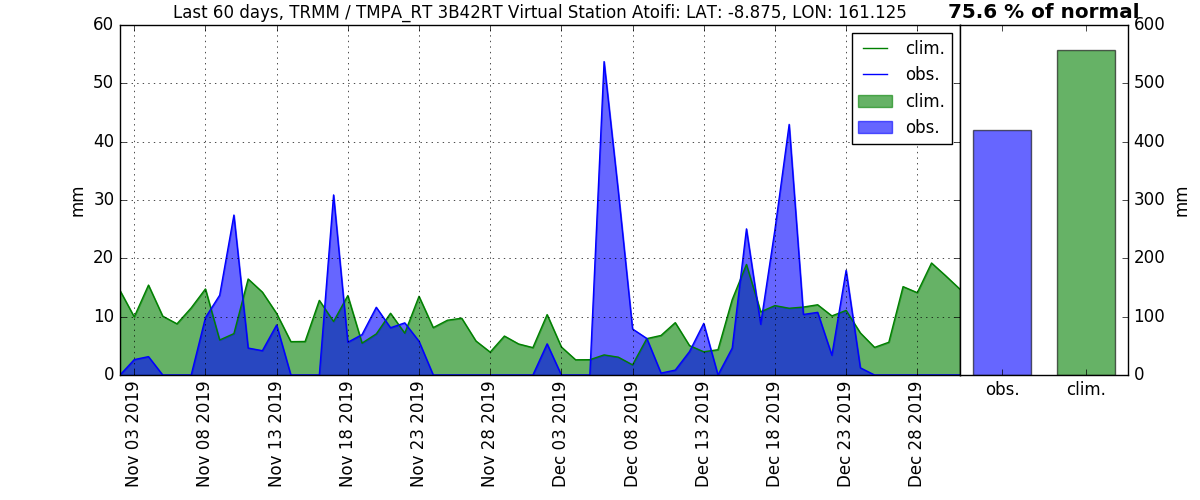 Last 60 days, TRMM / TMPA_RT 3B42RT Virtual Station Atoifi: LAT: -8.875, LON: 161.125
75.6 % of normal
60
50
40
30
20
10
0
mm
clim.
obs.
clim.
obs.
Nov 03 2019
Nov 08 2019
Nov 13 2019
Nov 18 2019
Nov 23 2019
Nov 28 2019
Dec 03 2019
Dec 08 2019
Dec 13 2019
Dec 18 2019
Dec 23 2019
Dec 28 2019
600
500
400
300
200
100
0
mm
obs.
clim.